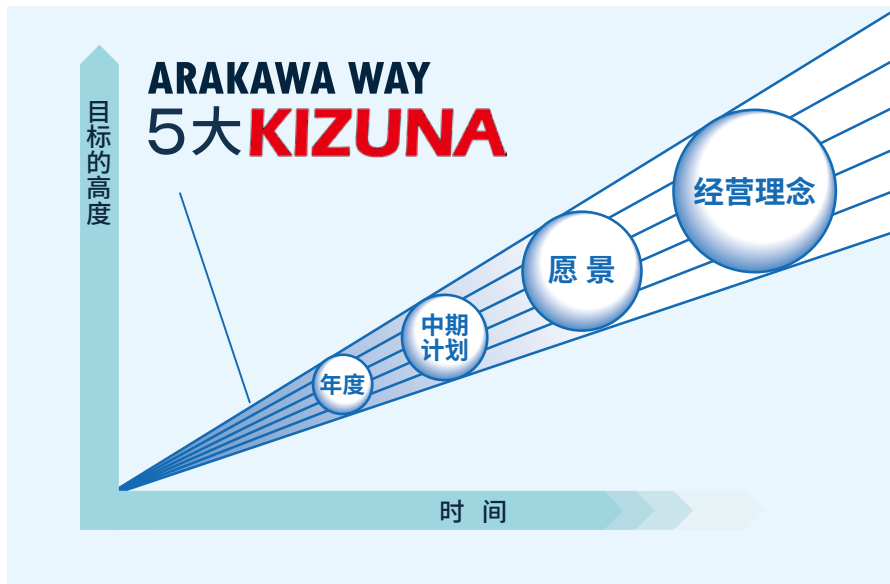 ARAKAWA WAY
5大KIZUNA
目标的高度
经营理念
愿景
中期
计划
年度
时间